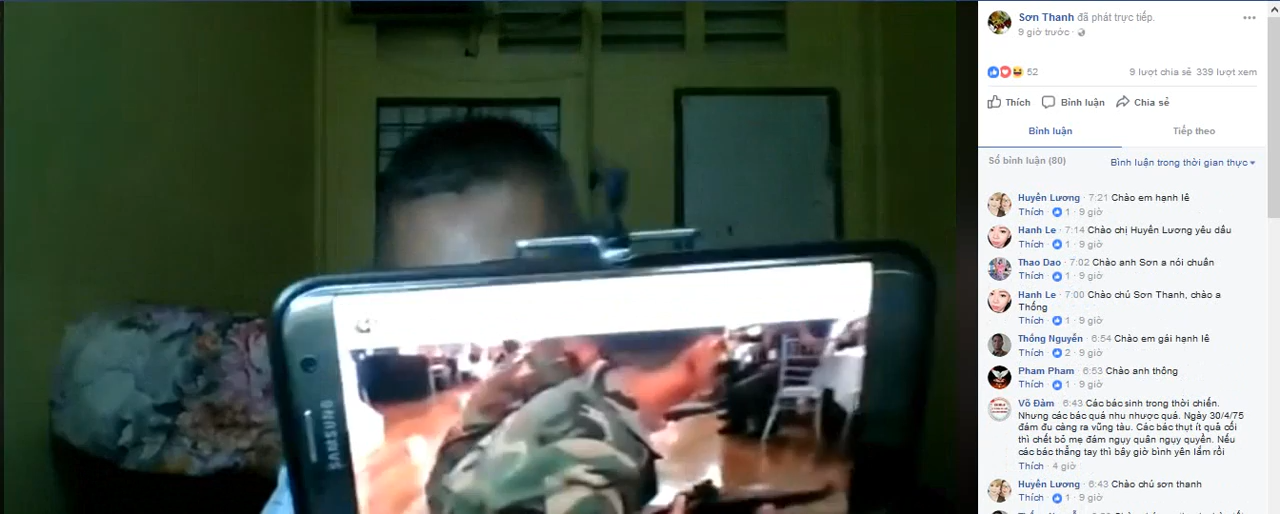 Sơn Thanh đã phát trực tiếp.
9 giờ trước
52
9 lượt chia sẻ 339 lượt xem
Thích Bình luận Chia sẻ
Bình luận Tiếp theo
Số bình luận (80) Bình luận trong thời gian thực
Huyền Lương · 7:21 Chào em hạnh lê
Thích · 1 · 9 giờ
Hanh Le · 7:14 Chào chị Huyền Lương yêu dấu
Thích · 1 · 9 giờ
Thao Dao · 7:02 Chào anh Sơn a nói chuẩn
Thích · 1 · 9 giờ
Hanh Le · 7:00 Chào chú Sơn Thanh, chào a
Thống
Thích · 1 · 9 giờ
Thống Nguyễn · 6:54 Chào em gái hạnh lê
Thích · 2 · 9 giờ
Pham Pham · 6:53 Chào anh thông
Thích · 1 · 9 giờ
Võ Đảm · 6:43 Các bác sinh trong thời chiến.
Nhưng các bác quá nhu nhược quá. Ngày 30/4/75
đám đu càng ra vũng tàu. Các bác thụt ít quả cối
thì chết bố mẹ đám ngụy quân ngụy quyền. Nếu
các bác thẳng tay thì bây giờ bình yên lắm rồi
Thích · 4 giờ
Huyền Lương · 6:43 Chào chú sơn thanh
Thích · 1 · 9 giờ
SAMSUNG